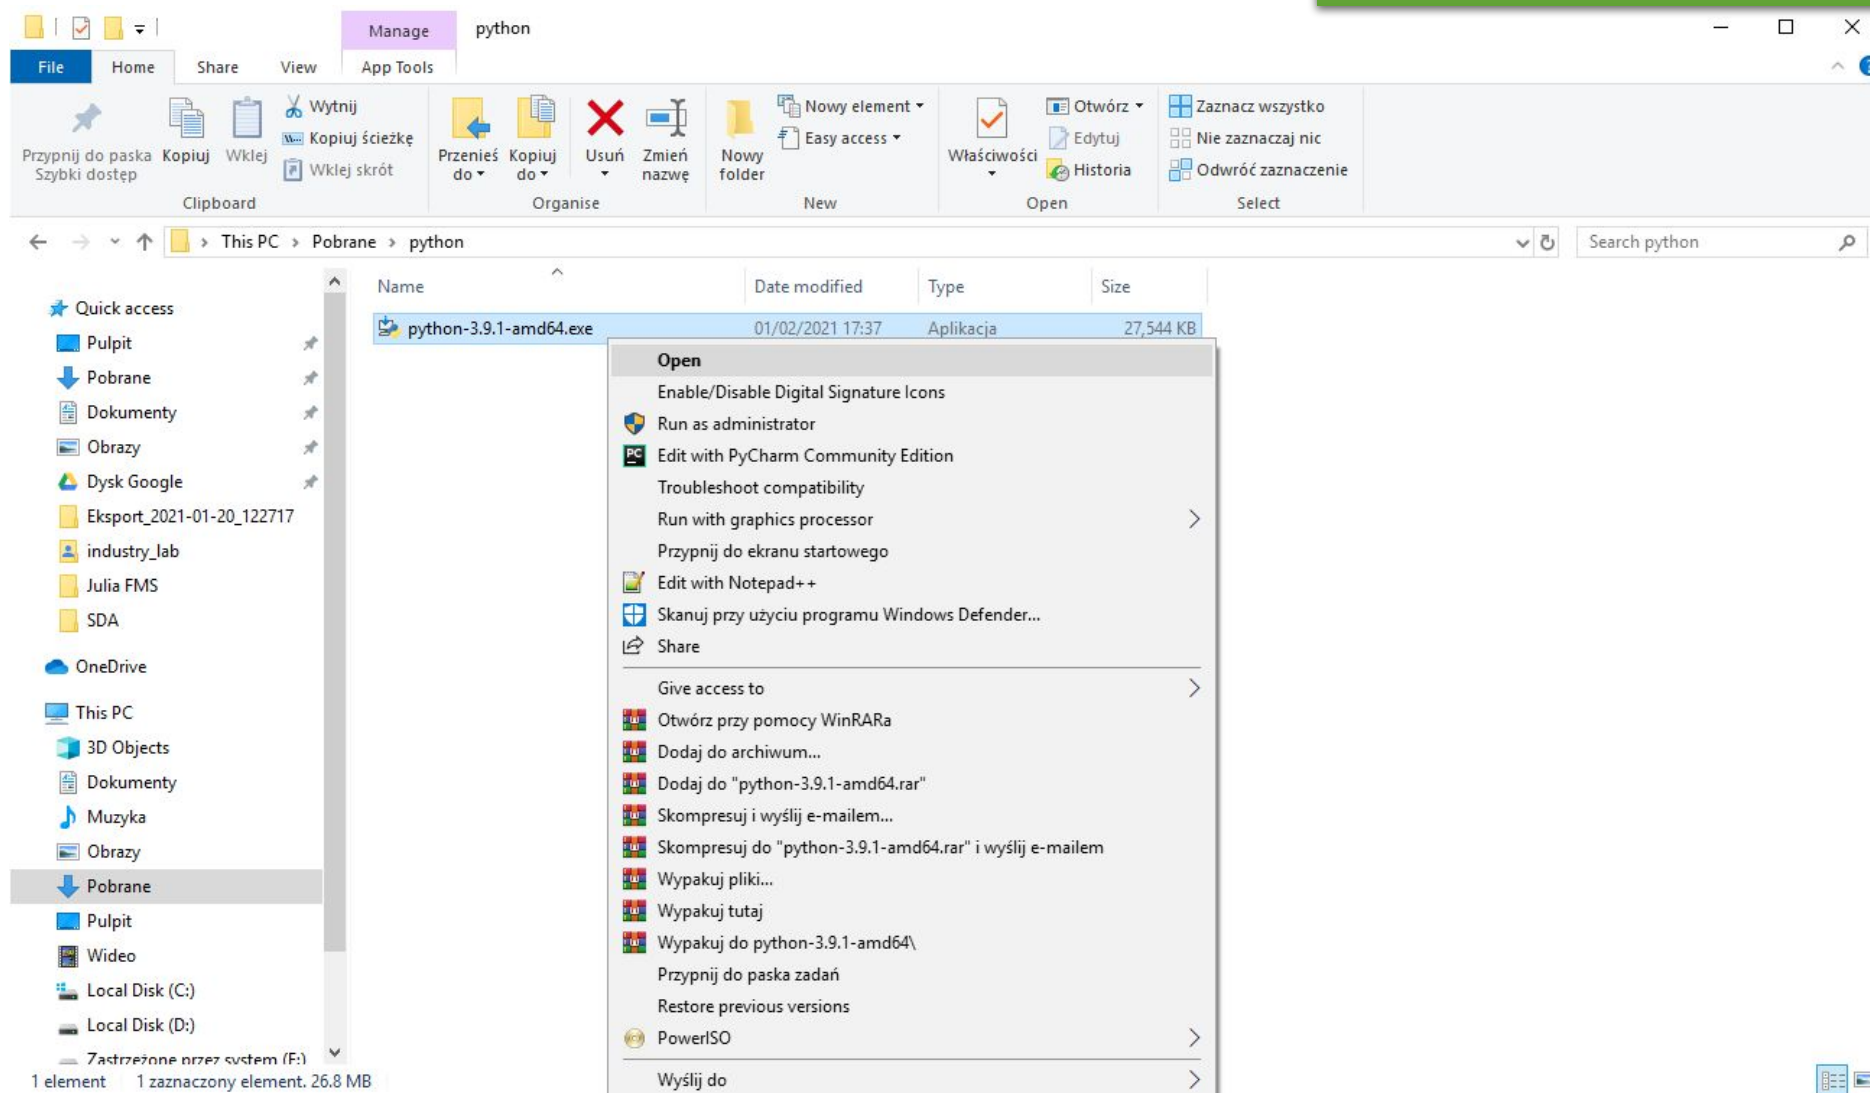 Manage python
File Home Share View App Tools
Przypnij do paska Szybki dostęp
Kopiuj
Wklej
Wytnij
Kopiuj ścieżkę
Wklej skrót
Clipboard
Przenieś do
Kopiuj do
Usuń
Zmień nazwę
Organise
Nowy folder
Nowy element
Easy access
New
Właściwości
Otwórz
Edytuj
Historia
Open
Zaznacz wszystko
Nie zaznaczaj nic
Odwróć zaznaczenie
Select
This PC > Pobrane > python
Search python
Name Date modified Type Size
python-3.9.1-amd64.exe 01/02/2021 17:37 Aplikacja 27,544 KB
Quick access
Pulpit
Pobrane
Dokumenty
Obrazy
Dysk Google
Eksport_2021-01-20_122717
industry_lab
Julia FMS
SDA
OneDrive
This PC
3D Objects
Dokumenty
Muzyka
Obrazy
Pobrane
Pulpit
Wideo
Local Disk (C:)
Local Disk (D:)
Zastrzeżone przez system (F:)
Open
Enable/Disable Digital Signature Icons
Run as administrator
PC Edit with PyCharm Community Edition
Troubleshoot compatibility
Run with graphics processor
Przypnij do ekranu startowego
Edit with Notepad++
Skanuj przy użyciu programu Windows Defender...
Share
Give access to
Otwórz przy pomocy WinRARa
Dodaj do archiwum...
Dodaj do "python-3.9.1-amd64.rar"
Skompresuj i wyślij e-mailem...
Skompresuj do "python-3.9.1-amd64.rar" i wyślij e-mailem
Wypakuj pliki...
Wypakuj tutaj
Wypakuj do python-3.9.1-amd64\
Przypnij do paska zadań
Restore previous versions
PowerISO
Wyślij do
1 element 1 zaznaczony element. 26.8 MB